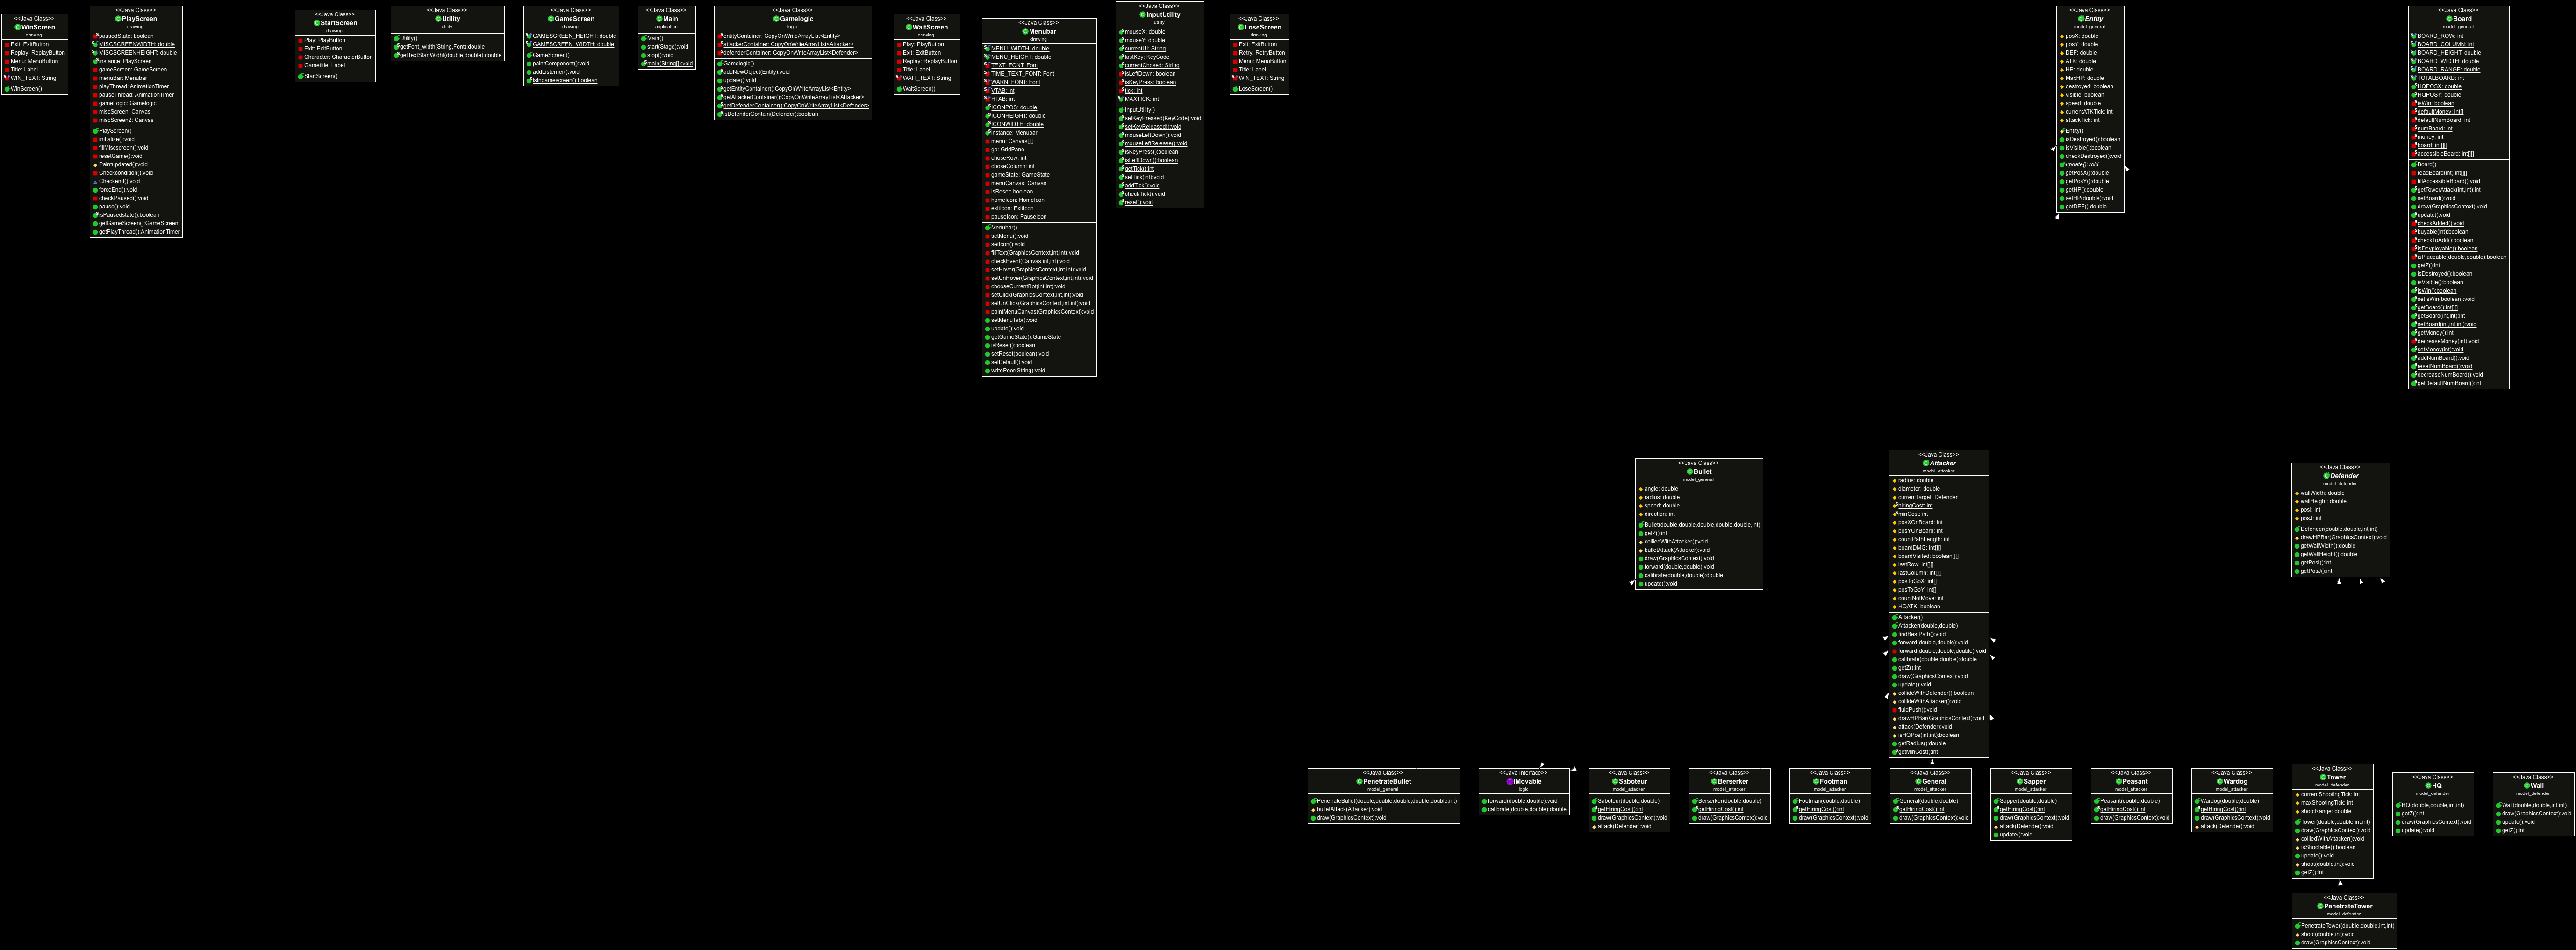 <<Java Class>>
WinScreen
drawing
Exit: ExitButton
Replay: ReplayButton
Menu: MenuButton
Title: Label
WIN_TEXT: String
WinScreen()
<<Java Class>>
PlayScreen
drawing
pausedState: boolean
MISCSCREENWIDTH: double
MISCSCREENHEIGHT: double
instance: PlayScreen
gameScreen: GameScreen
menuBar: Menubar
playThread: AnimationTimer
pauseThread: AnimationTimer
gameLogic: Gamelogic
miscScreen: Canvas
miscScreen2: Canvas
PlayScreen()
initialize():void
fillMiscscreen():void
resetGame():void
Paintupdated():void
Checkcondition():void
Checkend():void
forceEnd():void
checkPaused():void
pause():void
isPausedstate():boolean
getGameScreen():GameScreen
getPlayThread():AnimationTimer
<<Java Class>>
StartScreen
drawing
Play: PlayButton
Exit: ExitButton
Character: CharacterButton
Gametitle: Label
StartScreen()
<<Java Class>>
Utility
utility
Utility()
getFont_width(String,Font):double
getTextStartWidht(double,double):double
<<Java Class>>
GameScreen
drawing
GAMESCREEN_HEIGHT: double
GAMESCREEN_WIDTH: double
GameScreen()
paintComponent():void
addListerner():void
isIngamescreen():boolean
<<Java Class>>
Main
application
Main()
start(Stage):void
stop():void
main(String[]):void
<<Java Class>>
Gamelogic
logic
entityContainer: CopyOnWriteArrayList<Entity>
attackerContainer: CopyOnWriteArrayList<Attacker>
defenderContainer: CopyOnWriteArrayList<Defender>
Gamelogic()
addNewObject(Entity):void
update():void
getEntityContainer():CopyOnWriteArrayList<Entity>
getAttackerContainer():CopyOnWriteArrayList<Attacker>
getDefenderContainer():CopyOnWriteArrayList<Defender>
isDefenderContain(Defender):boolean
<<Java Class>>
WaitScreen
drawing
Play: PlayButton
Exit: ExitButton
Replay: ReplayButton
WAIT_TEXT: String
WaitScreen()
<<Java Class>>
Menubar
drawing
MENU_WIDTH: double
MENU_HEIGHT: double
TEXT_FONT: Font
TIME_TEXT_FONT: Font
WARN_FONT: Font
VTAB: int
HTAB: int
ICONPOS: double
ICONHEIGHT: double
ICONWIDTH: double
instance: Menubar
menu: Canvas[][]
gp: GridPane
choseRow: int
choseColumn: int
gameState: GameState
menuCanvas: Canvas
isReset: boolean
homeIcon: HomeIcon
exitIcon: ExitIcon
pauseIcon: PauseIcon
Menubar()
setMenu():void
setIcon():void
fillText(GraphicsContext,int,int):void
checkEvent(Canvas,int,int):void
setHover(GraphicsContext,int,int):void
setUnHover(GraphicsContext,int,int):void
chooseCurrentBot(int,int):void
setClick(GraphicsContext,int,int):void
setUnClick(GraphicsContext,int,int):void
paintMenuCanvas(GraphicsContext):void
setMenuTab():void
update():void
getGameState():GameState
isReset():boolean
setReset(boolean):void
setDefault():void
writePoor(String):void
<<Java Class>>
InputUtility
utility
mouseX: double
mouseY: double
currentUI: String
lastKey: KeyCode
currentChosed: String
isLeftDown: boolean
isKeyPress: boolean
tick: int
MAXTICK: int
InputUtility()
setKeyPressed(KeyCode):void
setKeyReleased():void
mouseLeftDown():void
mouseLeftRelease():void
isKeyPress():boolean
isLeftDown():boolean
getTick():int
setTick(int):void
addTick():void
checkTick():void
reset():void
<<Java Class>>
LoseScreen
drawing
Exit: ExitButton
Retry: RetryButton
Menu: MenuButton
Title: Label
WIN_TEXT: String
LoseScreen()
<<Java Class>>
Entity
model_general
posX: double
posY: double
DEF: double
ATK: double
HP: double
MaxHP: double
destroyed: boolean
visible: boolean
speed: double
currentATKTick: int
attackTick: int
Entity()
isDestroyed():boolean
isVisible():boolean
checkDestroyed():void
update():void
getPosX():double
getPosY():double
getHP():double
setHP(double):void
getDEF():double
<<Java Class>>
Board
model_general
BOARD_ROW: int
BOARD_COLUMN: int
BOARD_HEIGHT: double
BOARD_WIDTH: double
BOARD_RANGE: double
TOTALBOARD: int
HQPOSX: double
HQPOSY: double
isWin: boolean
defaultMoney: int[]
defaultNumBoard: int
numBoard: int
money: int
board: int[][]
accessibleBoard: int[][]
Board()
readBoard(int):int[][]
fillAccessibleBoard():void
getTowerAttack(int,int):int
setBoard():void
draw(GraphicsContext):void
update():void
checkAdded():void
buyable(int):boolean
checkToAdd():boolean
isDeyployable():boolean
isPlaceable(double,double):boolean
getZ():int
isDestroyed():boolean
isVisible():boolean
isWin():boolean
setIsWin(boolean):void
getBoard():int[][]
getBoard(int,int):int
setBoard(int,int,int):void
getMoney():int
decreaseMoney(int):void
setMoney(int):void
addNumBoard():void
resetNumBoard():void
decreaseNumBoard():void
getDefaultNumBoard():int
<<Java Class>>
Bullet
model_general
angle: double
radius: double
speed: double
direction: int
Bullet(double,double,double,double,double,int)
getZ():int
colliedWithAttacker():void
bulletAttack(Attacker):void
draw(GraphicsContext):void
forward(double,double):void
calibrate(double,double):double
update():void
<<Java Class>>
Attacker
model_attacker
radius: double
diameter: double
currentTarget: Defender
hiringCost: int
minCost: int
posXOnBoard: int
posYOnBoard: int
countPathLength: int
boardDMG: int[][]
boardVisited: boolean[][]
lastRow: int[][]
lastColumn: int[][]
posToGoX: int[]
posToGoY: int[]
countNotMove: int
HQATK: boolean
Attacker()
Attacker(double,double)
findBestPath():void
forward(double,double):void
forward(double,double,double):void
calibrate(double,double):double
getZ():int
draw(GraphicsContext):void
update():void
collideWithDefender():boolean
collideWithAttacker():void
fluidPush():void
drawHPBar(GraphicsContext):void
attack(Defender):void
isHQPos(int,int):boolean
getRadius():double
getMinCost():int
<<Java Class>>
Defender
model_defender
wallWidth: double
wallHeight: double
posI: int
posJ: int
Defender(double,double,int,int)
drawHPBar(GraphicsContext):void
getWallWidth():double
getWallHeight():double
getPosI():int
getPosJ():int
<<Java Class>>
PenetrateBullet
model_general
PenetrateBullet(double,double,double,double,double,int)
bulletAttack(Attacker):void
draw(GraphicsContext):void
<<Java Interface>>
IMovable
logic
forward(double,double):void
calibrate(double,double):double
<<Java Class>>
Saboteur
model_attacker
Saboteur(double,double)
getHiringCost():int
draw(GraphicsContext):void
attack(Defender):void
<<Java Class>>
Berserker
model_attacker
Berserker(double,double)
getHiringCost():int
draw(GraphicsContext):void
<<Java Class>>
Footman
model_attacker
Footman(double,double)
getHiringCost():int
draw(GraphicsContext):void
<<Java Class>>
General
model_attacker
General(double,double)
getHiringCost():int
draw(GraphicsContext):void
<<Java Class>>
Sapper
model_attacker
Sapper(double,double)
getHiringCost():int
draw(GraphicsContext):void
attack(Defender):void
update():void
<<Java Class>>
Peasant
model_attacker
Peasant(double,double)
getHiringCost():int
draw(GraphicsContext):void
<<Java Class>>
Wardog
model_attacker
Wardog(double,double)
getHiringCost():int
draw(GraphicsContext):void
attack(Defender):void
<<Java Class>>
Tower
model_defender
currentShootingTick: int
maxShootingTick: int
shootRange: double
Tower(double,double,int,int)
draw(GraphicsContext):void
colliedWithAttacker():void
isShootable():boolean
update():void
shoot(double,int):void
getZ():int
<<Java Class>>
HQ
model_defender
HQ(double,double,int,int)
getZ():int
draw(GraphicsContext):void
update():void
<<Java Class>>
Wall
model_defender
Wall(double,double,int,int)
draw(GraphicsContext):void
update():void
getZ():int
<<Java Class>>
PenetrateTower
model_defender
PenetrateTower(double,double,int,int)
shoot(double,int):void
draw(GraphicsContext):void